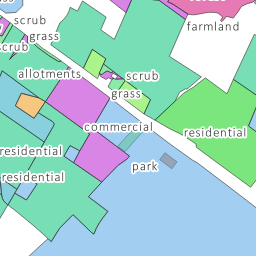 scrub
grass
farmland
scrub
allotments
scrub
grass
commercial
residential
residential
park
residential